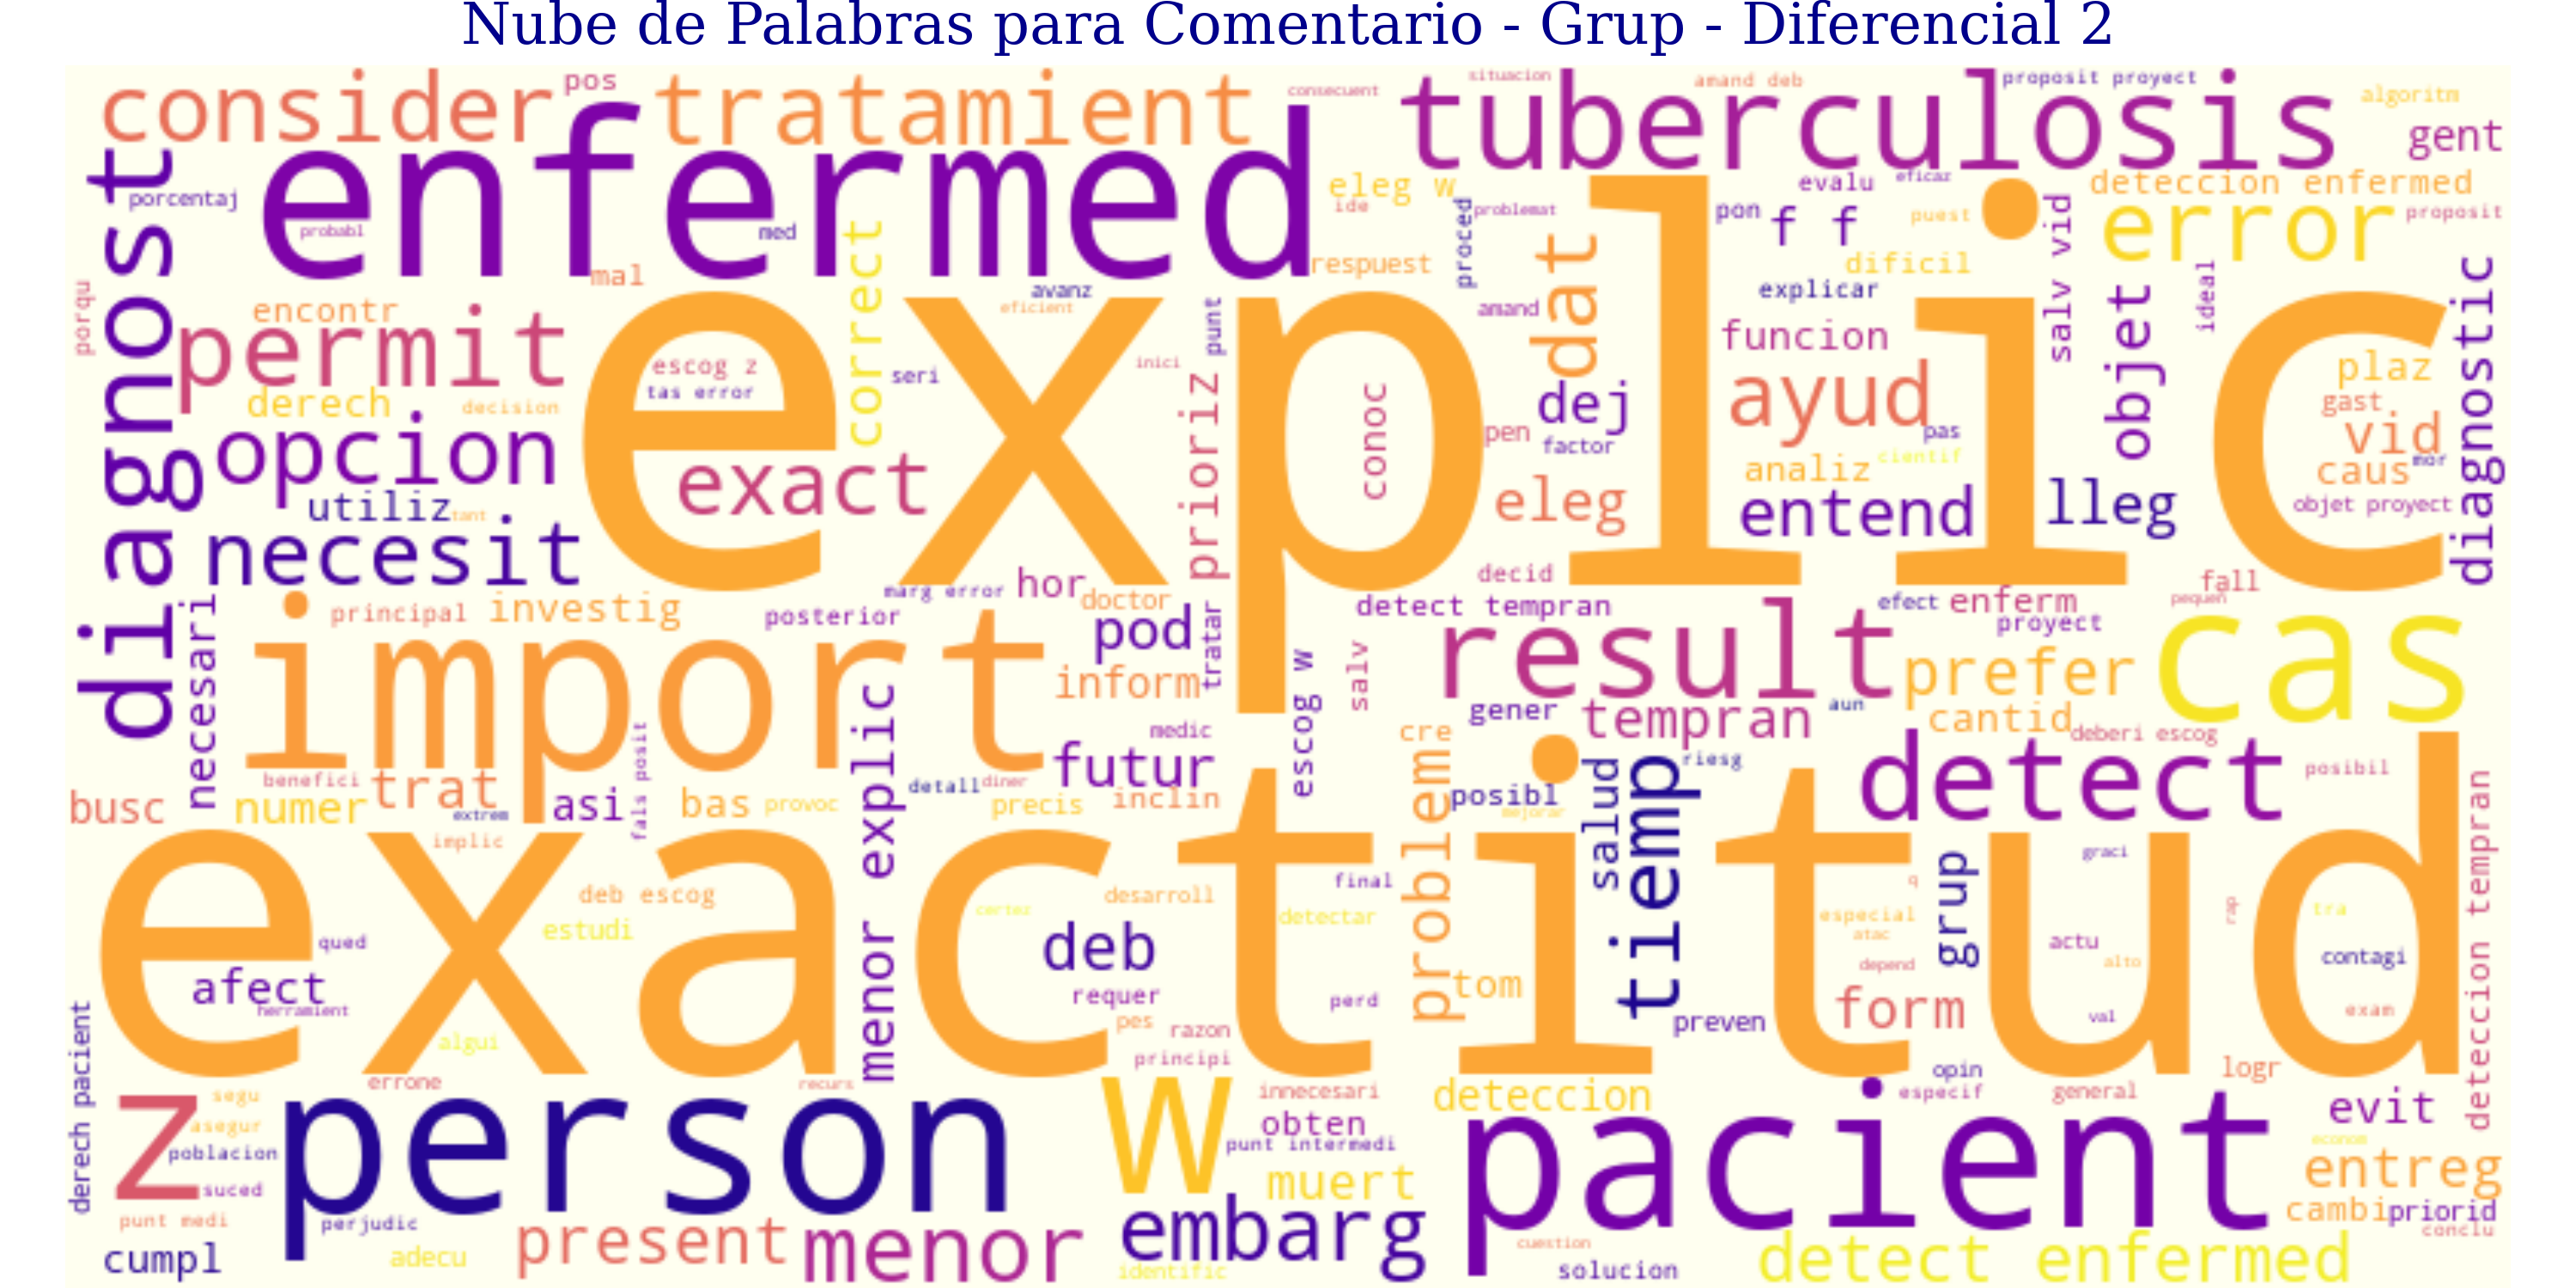 Nube de Palabras para Comentario - Grup - Diferencial 2
consider
pos
tratamient
consecuent
situacion
amand deb
proposit proyect
algoritm
tuberculosis
gent
enfermed
porcentaj
probabl
med
mal
eleg w
ide
respuest
proced
problemat
evalu
eficaz
pon
f f
puest
dificil
explicar
deteccion enfermed
error
proposit
salv vid
ideal
diagnost
porqu
encontr
permit
derech
decision
opcion
utiliz
tant
necesit
explic
escog z
tas error
correct
seri
avanz
eficient
inici
punt
exact
prioriz
conoc
amand
dat
dej
pen
factor
eleg
decid
funcion
ayud
pas
analiz
cientif
entend
lleg
objet
plaz
gast
vid
caus
mor
objet proyect
diagnostic
fall
pequen
necesari
principal
investig
import
posterior
marg error
hor
doctor
pod
tratar
inform
medic
futur
detall
diner
precis
inclin
escog w
salv
detect tempran
result
efect
enferm
proyect
prefer
cas
gener
tempran
aun
cantid
deberi escog
detect
posibil
cre
problem
posibl
mejorar
salud
tiemp
riesg
busc
benefici
numer
trat
extrem
asi
fals posit
bas
provoc
menor explic
implic
exactitud
deb escog
estudi
qued
afect
herramient
algui
certez
desarroll
deb
requer
pes
razon
principi
final
detectar
perd
tom
preven
especial
atac
depend
q
form
grup
graci
actu
alto
val
rap
tra
contagi
exam
logr
deteccion tempran
derech pacient
errone
recurs
z
segu
asegur
poblacion
suced
punt medi
cumpl
person
perjudic
adecu
present
menor
w
innecesari
obten
punt intermedi
muert
embarg
identific
deteccion
opin
especif
general
pacient
cuestion
solucion
detect enfermed
evit
econom
entreg
cambi
priorid
conclu